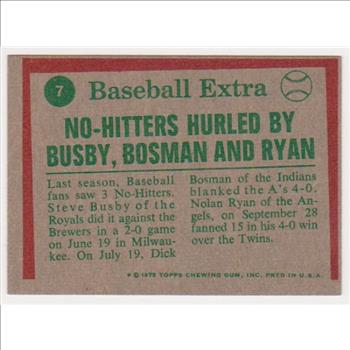 7
Baseball Extra
NO-HITTERS HURLED BY
BUSBY, BOSMAN AND RYAN
Last season, Baseball
fans saw 3 No-Hitters.
Steve Busby of the
Royals did it against the
Brewers in a 2-0 game
on June 19 in Milwau-
kee. On July 19, Dick
Bosman of the Indians
blanked the A's 4-0.
Nolan Ryan of the An-
gels, on September 28
fanned 15 in his 4-0 win
over the Twins.
© 1975 TOPPS CHEWING GUM, INC. PRTD IN U.S.A.